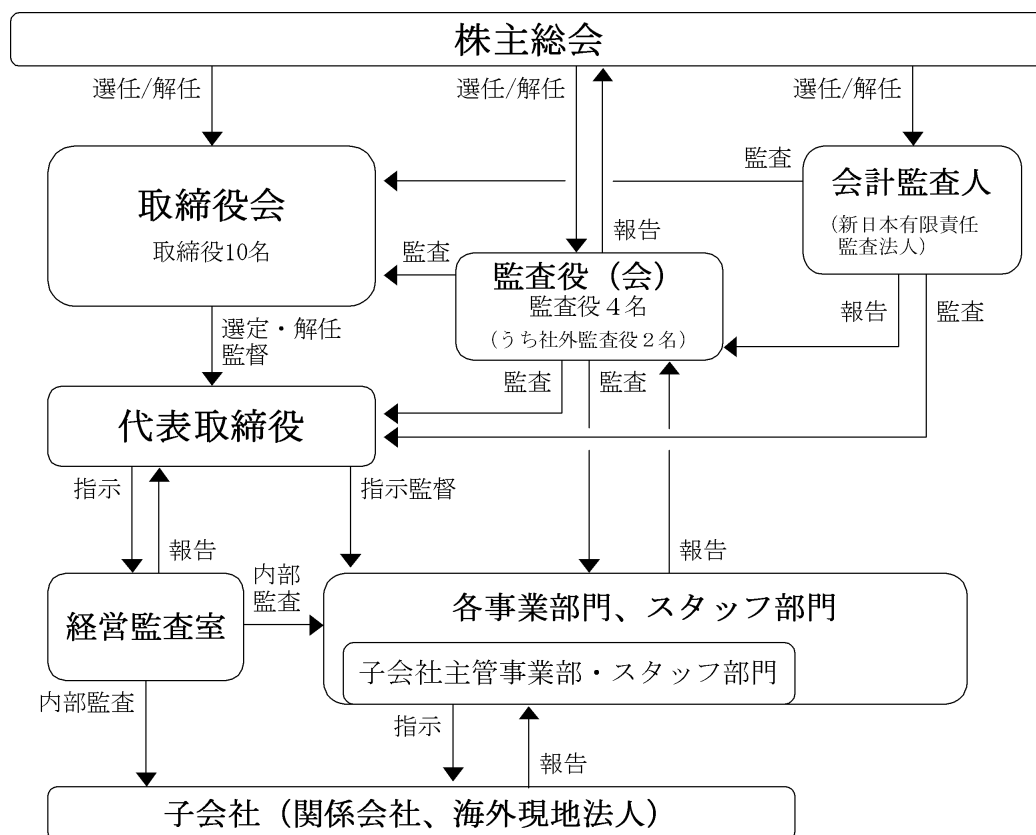 株主総会
選任/解任
選任/解任
選任/解任
監査
会計監査人
(新日本有限責任
監査法人)
取締役会
取締役10名
報告
監査
監査役(会)
監査役4名
(うち社外監査役2名)
報告
監査
選定・解任
監督
監査
監査
代表取締役
指示
指示監督
報告
報告
内部
監査
経営監査室
各事業部門、スタッフ部門
子会社主管事業部・スタッフ部門
内部監査
指示
報告
子会社(関係会社、海外現地法人)